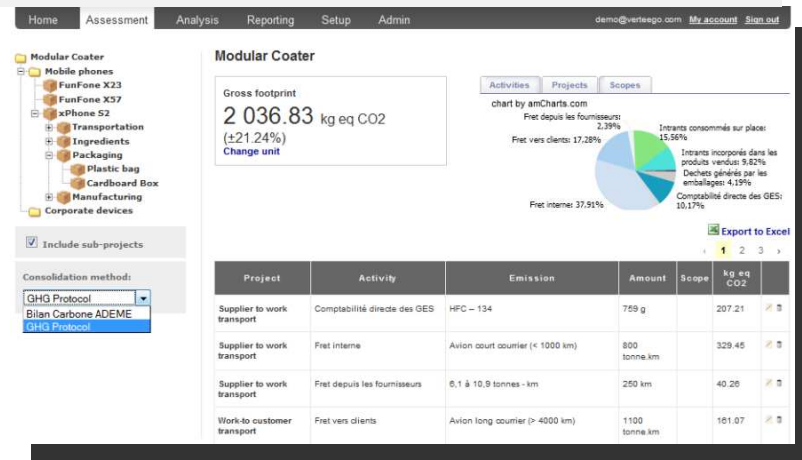 Home Assessment Analysis Reporting Setup Admin demo@verteego.com My account Sign out
Modular Coater
Mobile phones
FunFone X23
FunFone X57
xPhone S2
Transportation
Ingredients
Packaging
Plastic bag
Cardboard Box
Manufacturing
Corporate devices
Include sub-projects
Consolidation method:
GHG Protocol
Bilan Carbone ADEME
GHG Protocol
Modular Coater
Gross footprint
2 036.83 kg eq CO2
(±21.24%)
Change unit
Activities Projects Scopes
chart by amCharts.com
Fret depuis les fournisseurs:
2,39%
Fret vers clients: 17,28%
Fret interne: 37,91%
Intrants consommés sur place:
15,56%
Intrants incorporés dans les
produits vendus: 9,82%
Dechets générés par les
emballages: 4,19%
Comptabilité directe des GES:
10,17%
Export to Excel
‹ 1 2 3 ›
Project Activity Emission Amount Scope kg eq
CO2
Supplier to work
transport
Comptabilité directe des GES HFC – 134 759 g 207.21
Supplier to work
transport
Fret interne Avion court courrier (< 1000 km) 800
tonne.km
329.45
Supplier to work
transport
Fret depuis les fournisseurs 6,1 à 10,9 tonnes - km 250 km 40.26
Work-to customer
transport
Fret vers clients Avion long courrier (> 4000 km) 1100
tonne.km
161.07